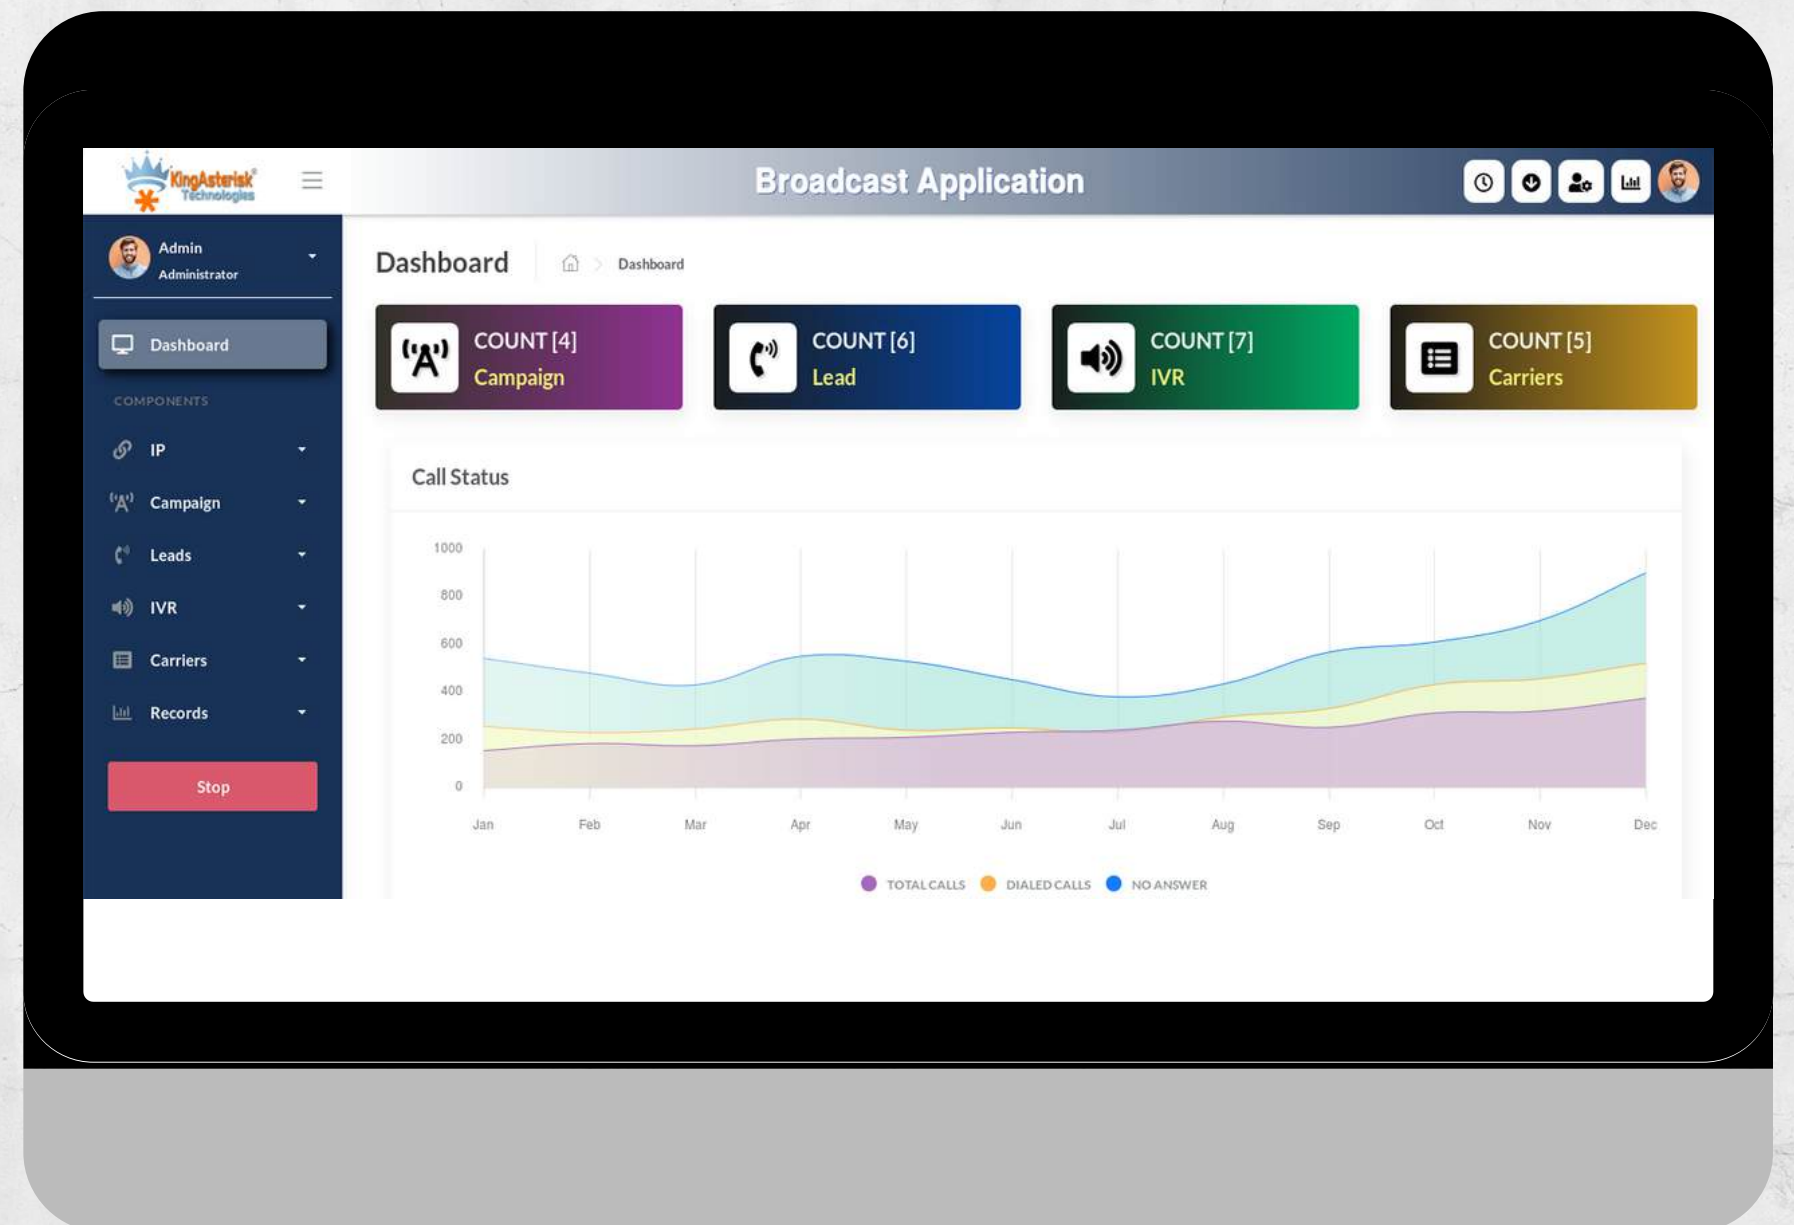 KingAsterisk®
Technologies
Broadcast Application
Admin
Administrator
Dashboard
COMPONENTS
IP
Campaign
Leads
IVR
Carriers
Records
Stop
Dashboard
Dashboard
COUNT [4]
Campaign
COUNT [6]
Lead
COUNT [7]
IVR
COUNT [5]
Carriers
Call Status
1000
800
600
400
200
0
Jan Feb Mar Apr May Jun Jul Aug Sep Oct Nov Dec
TOTAL CALLS DIALED CALLS NO ANSWER